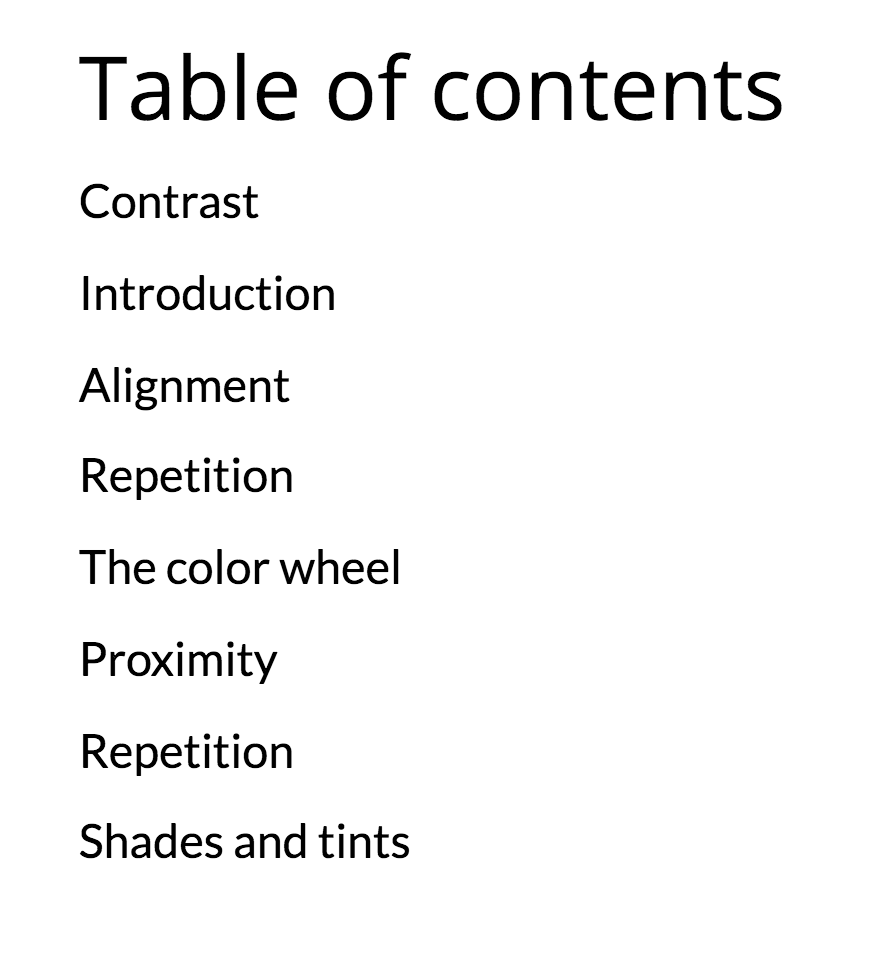 Table of contents
Contrast
Introduction
Alignment
Repetition
The color wheel
Proximity
Repetition
Shades and tints